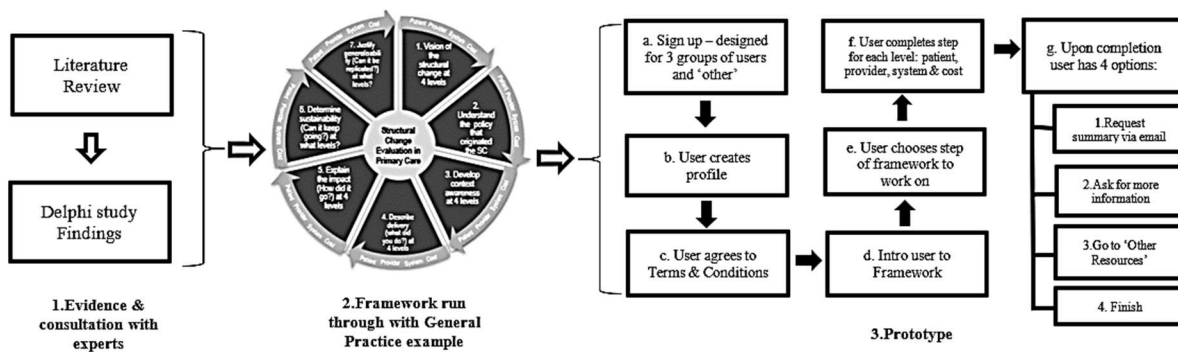 Literature
Review
Delphi study
Findings
1.Evidence &
consultation with
experts
Patient Provider System Cost
1. Vision of
the structural
change at 4
levels
2.
Understand
the policy
that
originated the
SC
3. Develop
context
awareness at 4
levels
4. Describe
delivery
(what did
you do?) at
4 levels
5. Explain
the impact
(How did it
go?) at 4
levels
6. Determine
sustainability
(Can it keep
going?) at
what levels?
7. Justify
generalisabili
ty (Can it be
replicated?) at
what levels?
Structural
Change
Evaluation in
Primary Care
2.Framework run
through with General
Practice example
a. Sign up – designed
for 3 groups of users
and ‘other’
b. User creates
profile
c. User agrees to
Terms & Conditions
d. Intro user to
Framework
e. User chooses step
of framework to
work on
f. User completes step
for each level: patient,
provider, system & cost
g. Upon completion
user has 4 options:
1.Request
summary via email
2.Ask for more
information
3.Go to ‘Other
Resources’
4. Finish
3.Prototype